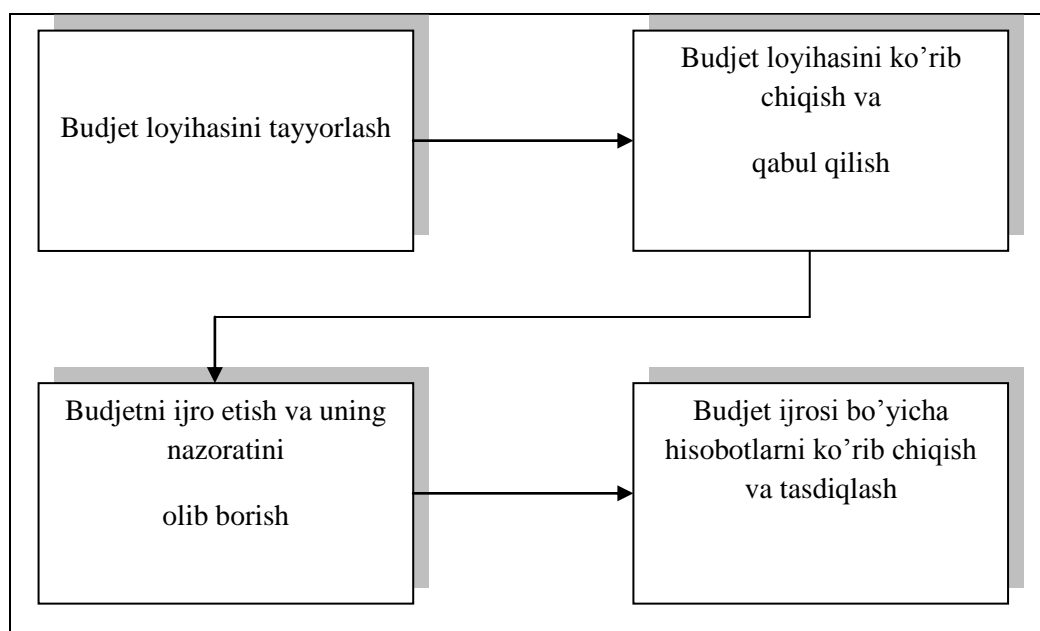 Budjet loyihasini tayyorlash
Budjet loyihasini ko’rib
chiqish va
qabul qilish
Budjetni ijro etish va uning
nazoratini
olib borish
Budjet ijrosi bo’yicha
hisobotlarni ko’rib chiqish
va tasdiqlash